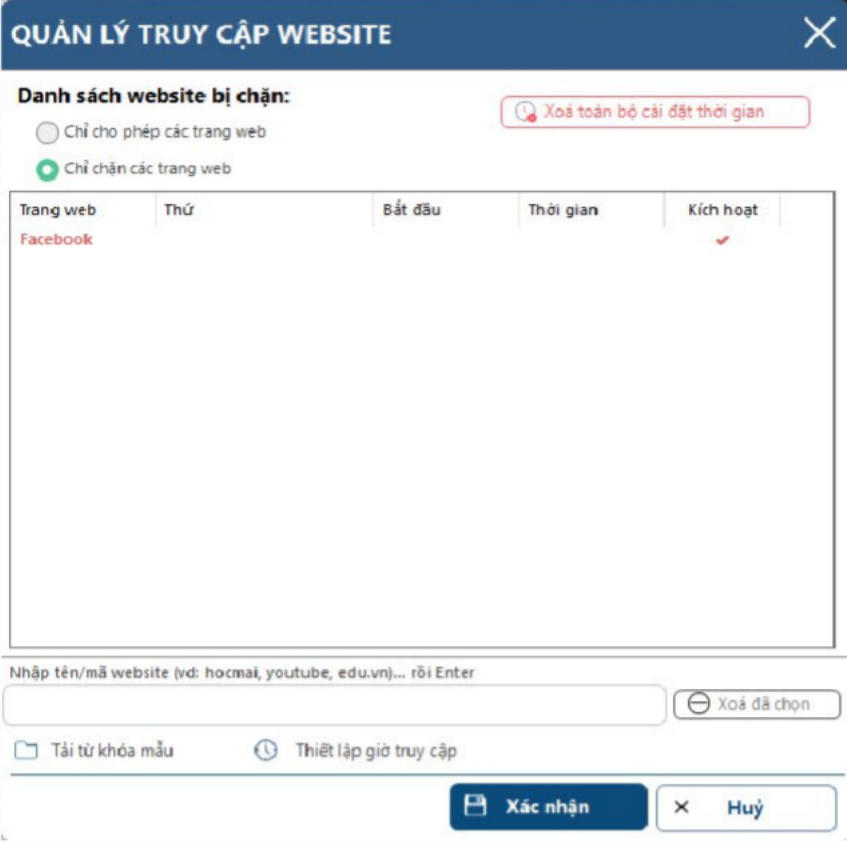 QUẢN LÝ TRUY CẬP WEBSITE
Danh sách website bị chặn:
Xoá toàn bộ cài đặt thời gian
Chỉ cho phép các trang web
Chỉ chặn các trang web
Trang web Thứ Bắt đầu Thời gian Kích hoạt
Facebook
Nhập tên/mã website (vd: hocmai, youtube, edu.vn)... rồi Enter
Xoá đã chọn
Tải từ khóa mẫu Thiết lập giờ truy cập
Xác nhận Huỷ